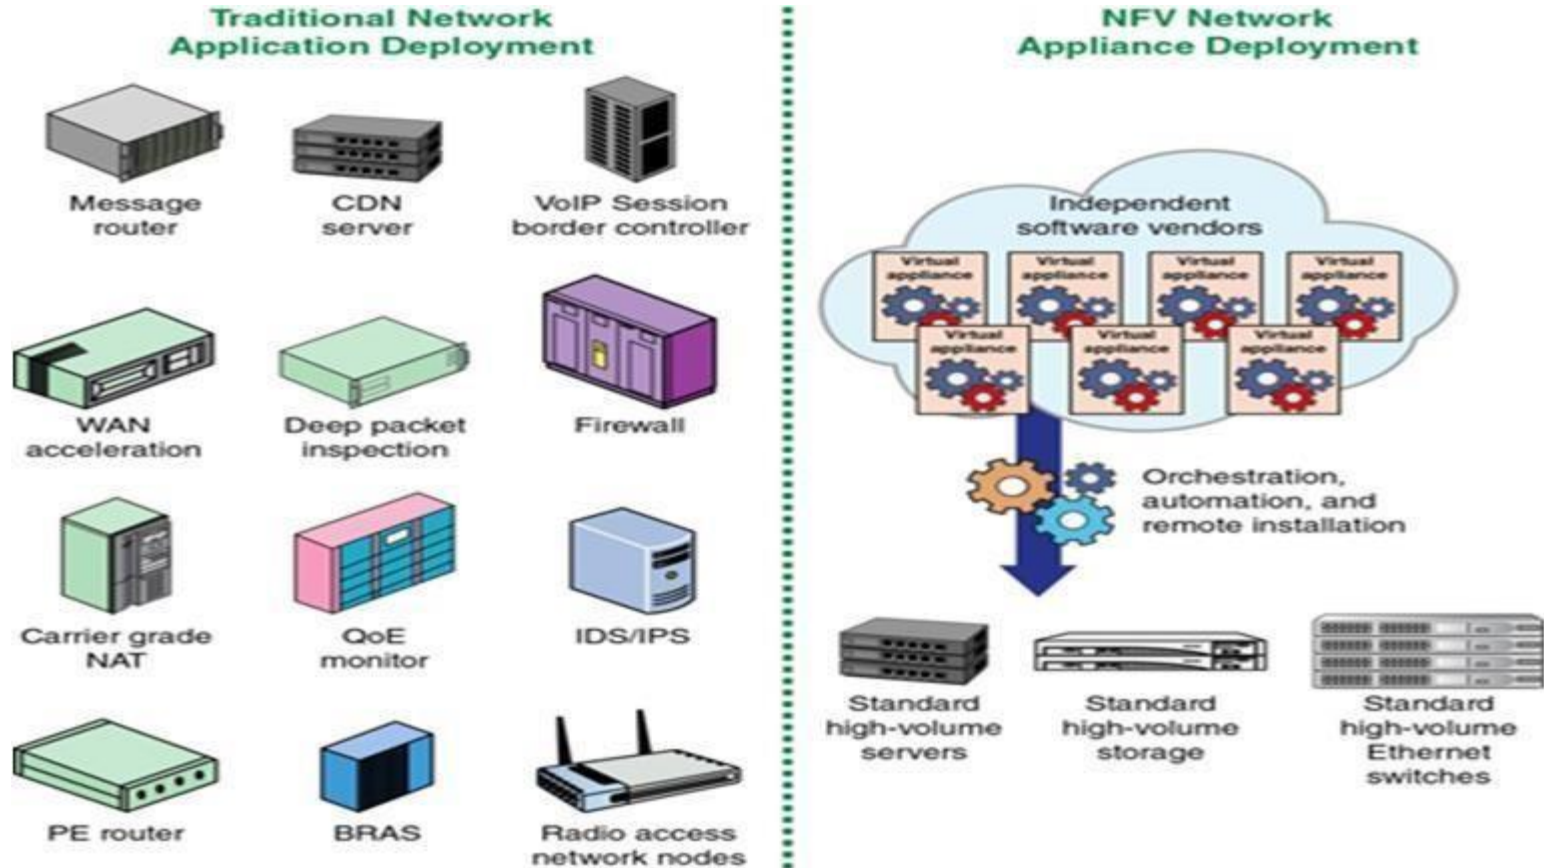 Traditional Network
Application Deployment
Message
router
CDN
server
VoIP Session
border controller
WAN
acceleration
Deep packet
inspection
Firewall
Carrier grade
NAT
QoE
monitor
IDS/IPS
PE router
BRAS
Radio access
network nodes
NFV Network
Appliance Deployment
Independent
software vendors
Virtual
appliance
Virtual
appliance
Virtual
appliance
Virtual
appliance
Virtual
appliance
Virtual
appliance
Virtual
appliance
Orchestration,
automation, and
remote installation
Standard
high-volume
servers
Standard
high-volume
storage
Standard
high-volume
Ethernet
switches